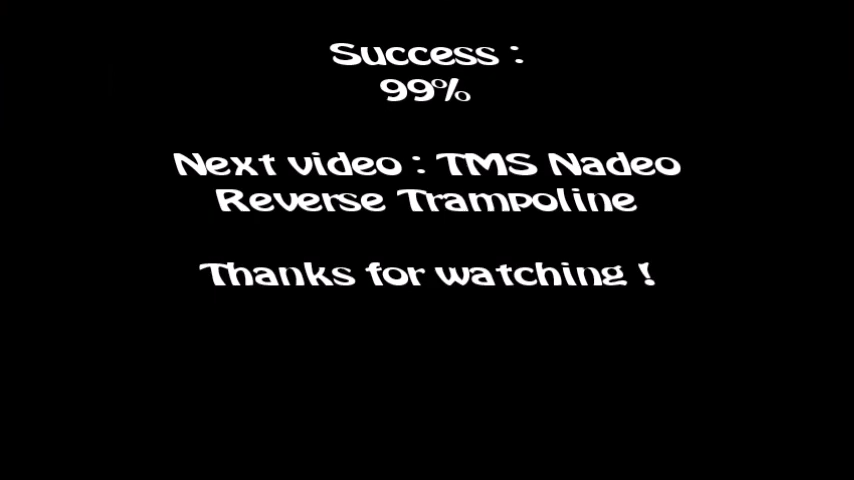 Success :
99%
Next video : TMS Nadeo
Reverse Trampoline
Thanks for watching !